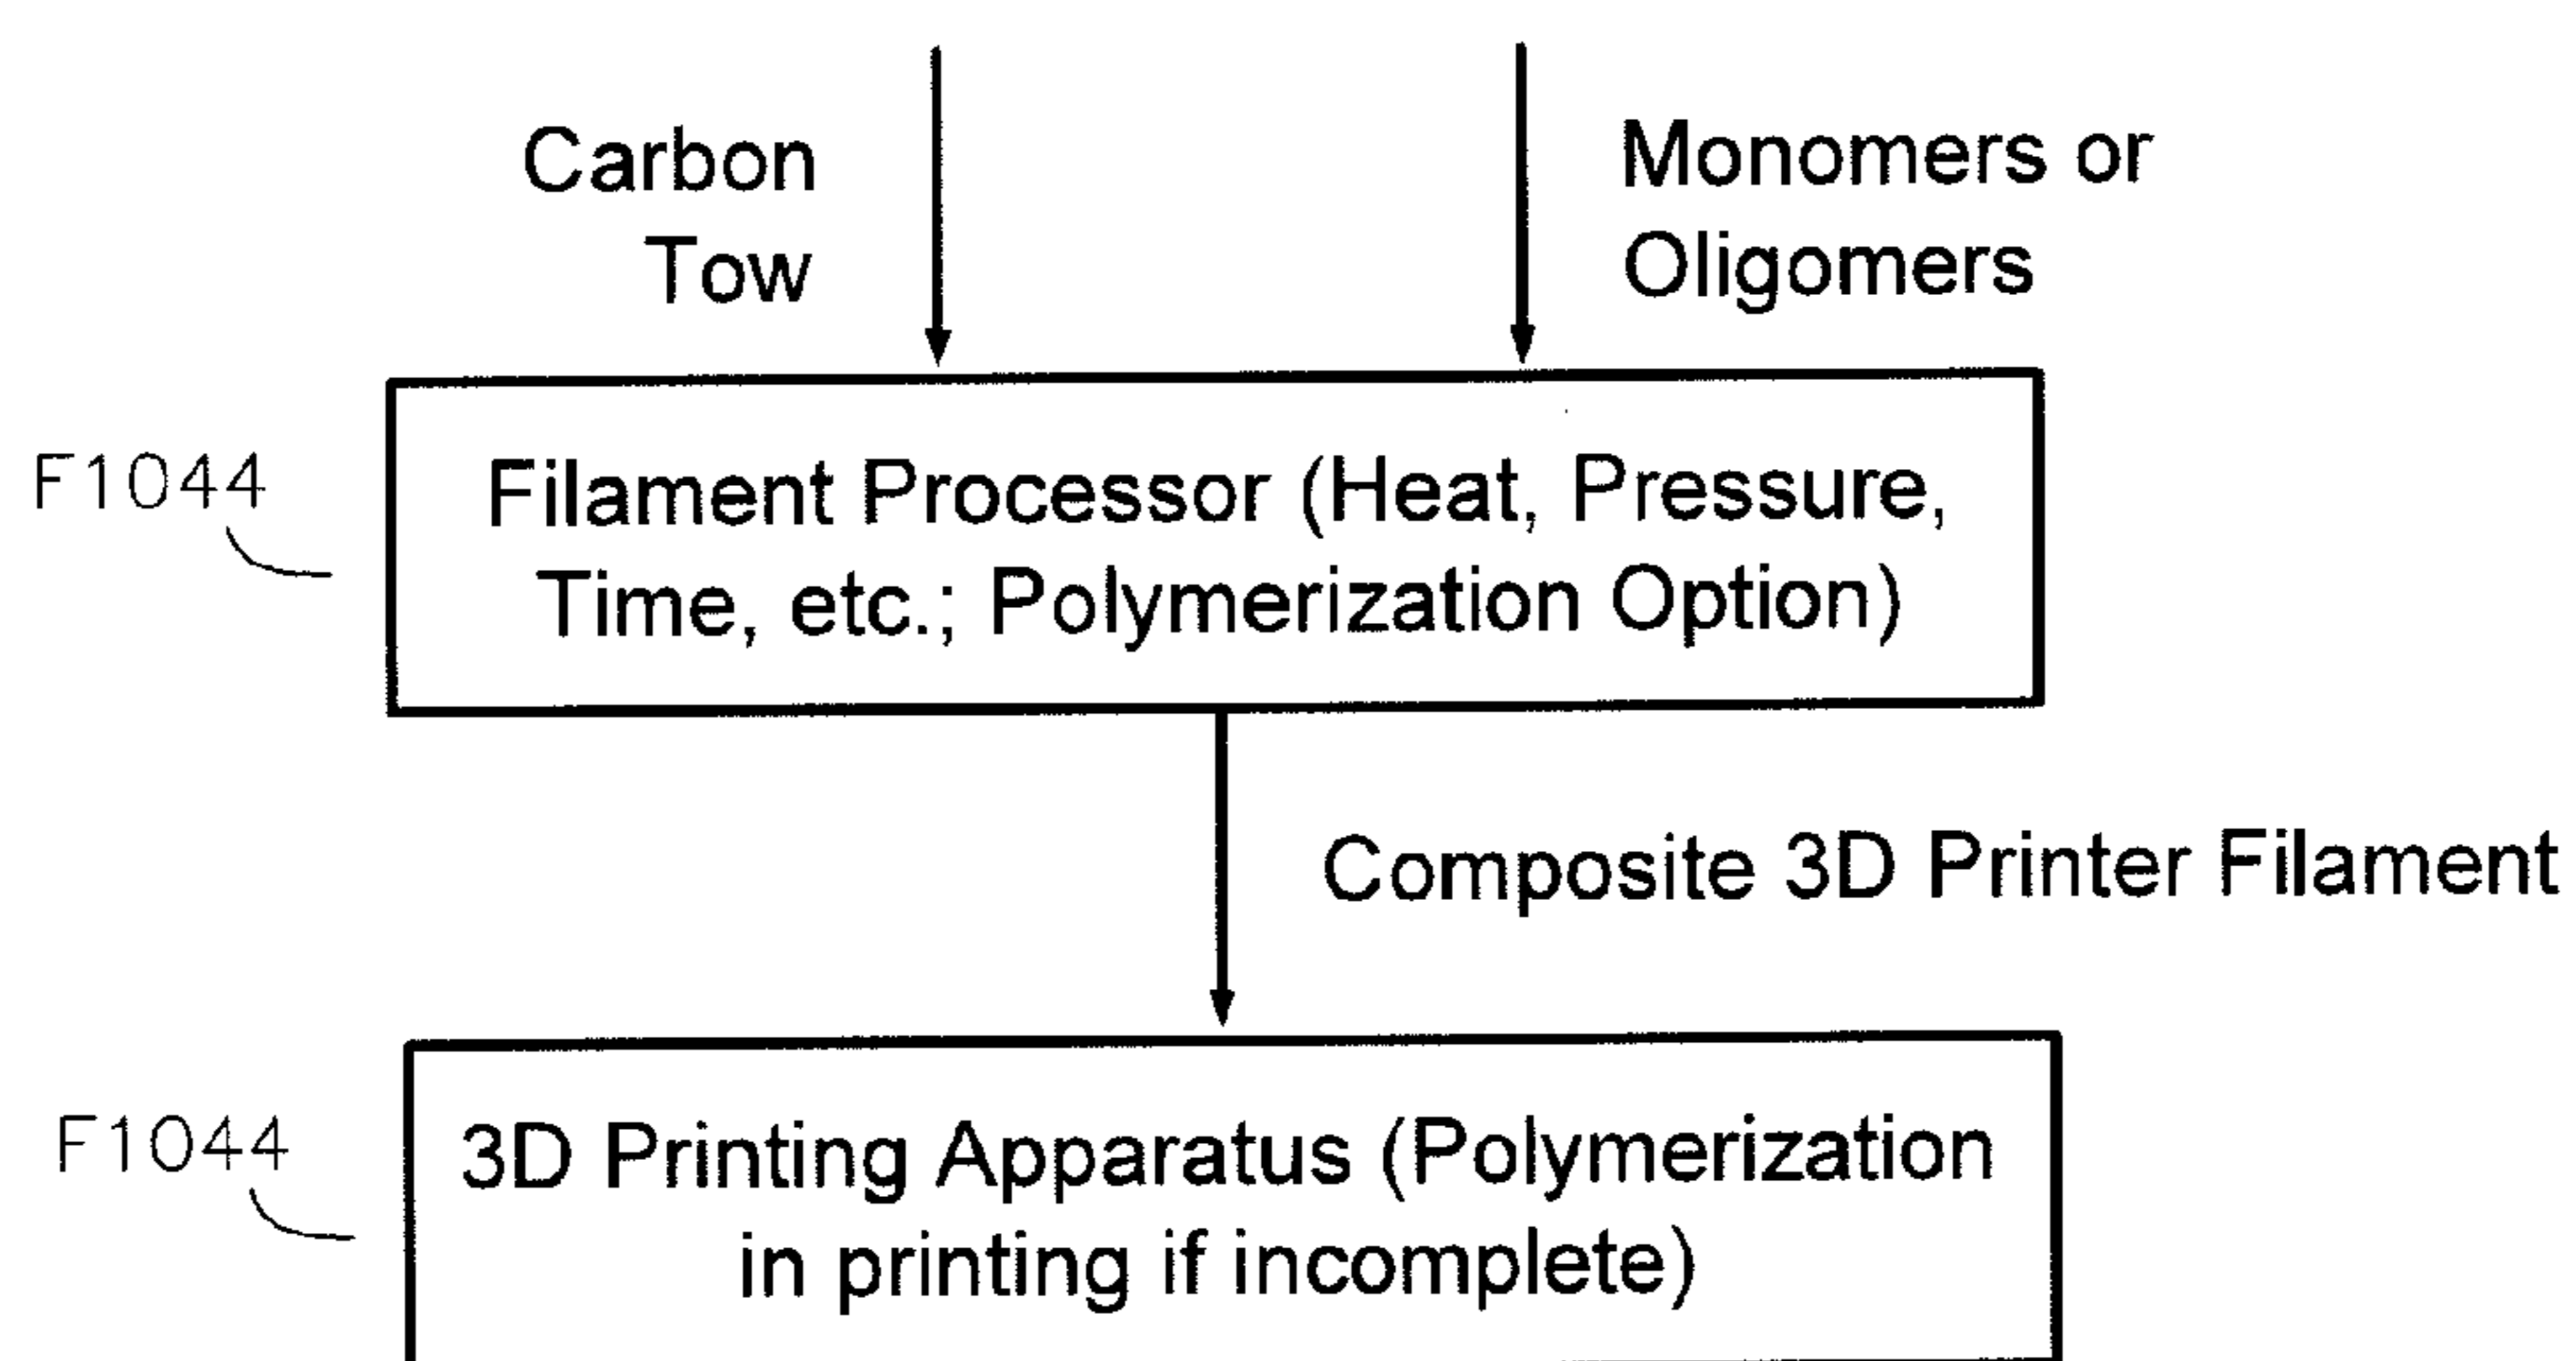 Carbon
Tow
Monomers or
Oligomers
F1044
Filament Processor (Heat, Pressure,
Time, etc.; Polymerization Option)
Composite 3D Printer Filament
F1044
3D Printing Apparatus (Polymerization
in printing if incomplete)